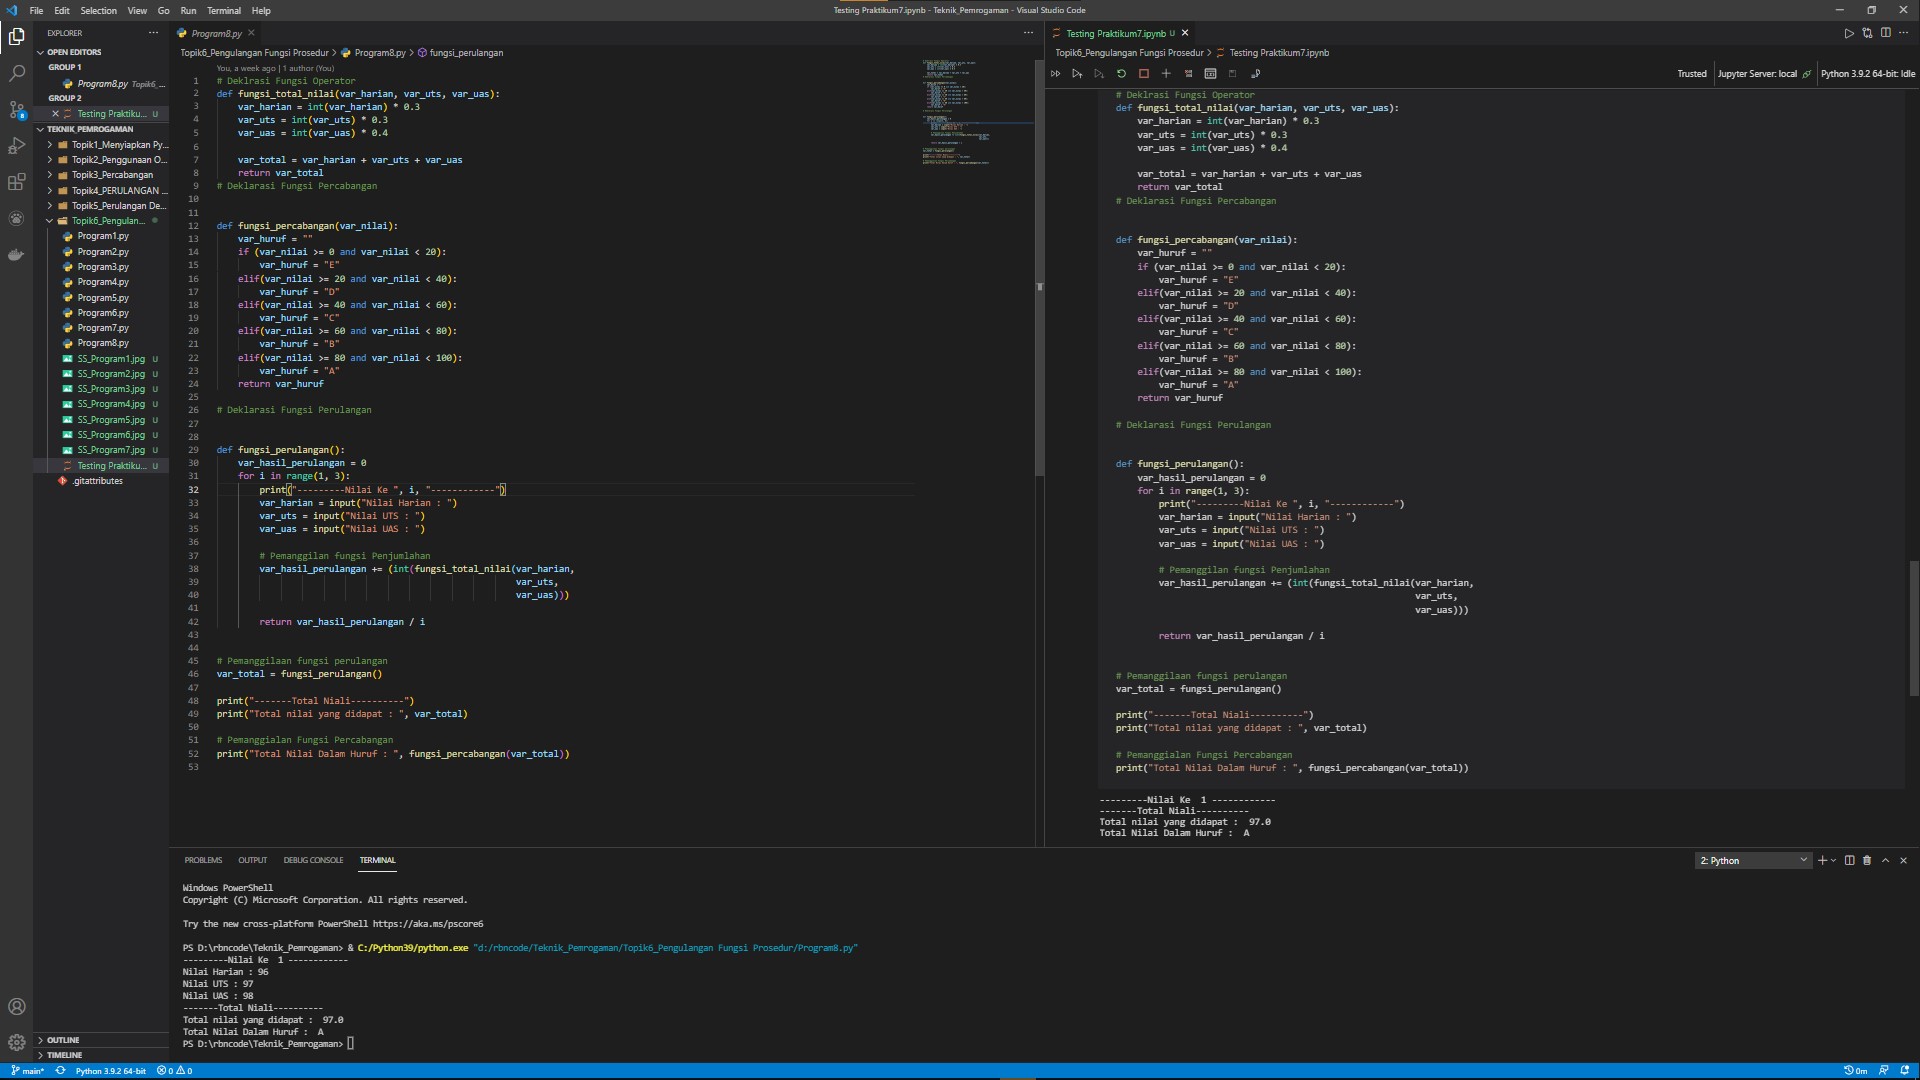 File Edit Selection View Go Run Terminal Help
Testing Praktikum7.ipynb - Teknik_Pemrogaman - Visual Studio Code
EXPLORER
OPEN EDITORS
GROUP 1
Program8.py Topik6_...
GROUP 2
Testing Praktiku... U
TEKNIK_PEMROGAMAN
Topik1_Menyiapkan Py...
Topik2_Penggunaan O...
Topik3_Percabangan
Topik4_PERULANGAN ...
Topik5_Perulangan De...
Topik6_Pengulan...
Program1.py
Program2.py
Program3.py
Program4.py
Program5.py
Program6.py
Program7.py
Program8.py
SS_Program1.jpg U
SS_Program2.jpg U
SS_Program3.jpg U
SS_Program4.jpg U
SS_Program5.jpg U
SS_Program6.jpg U
SS_Program7.jpg U
Testing Praktiku... U
.gitattributes
OUTLINE
TIMELINE
Program8.py
Topik6_Pengulangan Fungsi Prosedur > Program8.py > fungsi_perulangan
You, a week ago | 1 author (You)
1 # Deklrasi Fungsi Operator
2 def fungsi_total_nilai(var_harian, var_uts, var_uas):
3 var_harian = int(var_harian) * 0.3
4 var_uts = int(var_uts) * 0.3
5 var_uas = int(var_uas) * 0.4
6
7 var_total = var_harian + var_uts + var_uas
8 return var_total
9 # Deklarasi Fungsi Percabangan
10
11
12 def fungsi_percabangan(var_nilai):
13 var_huruf = ""
14 if (var_nilai >= 0 and var_nilai < 20):
15 var_huruf = "E"
16 elif(var_nilai >= 20 and var_nilai < 40):
17 var_huruf = "D"
18 elif(var_nilai >= 40 and var_nilai < 60):
19 var_huruf = "C"
20 elif(var_nilai >= 60 and var_nilai < 80):
21 var_huruf = "B"
22 elif(var_nilai >= 80 and var_nilai < 100):
23 var_huruf = "A"
24 return var_huruf
25
26 # Deklarasi Fungsi Perulangan
27
28
29 def fungsi_perulangan():
30 var_hasil_perulangan = 0
31 for i in range(1, 3):
32 print("---------Nilai Ke ", i, "------------")
33 var_harian = input("Nilai Harian : ")
34 var_uts = input("Nilai UTS : ")
35 var_uas = input("Nilai UAS : ")
36
37 # Pemanggilan fungsi Penjumlahan
38 var_hasil_perulangan += (int(fungsi_total_nilai(var_harian,
39 var_uts,
40 var_uas)))
41
42 return var_hasil_perulangan / i
43
44
45 # Pemanggilaan fungsi perulangan
46 var_total = fungsi_perulangan()
47
48 print("-------Total Niali----------")
49 print("Total nilai yang didapat : ", var_total)
50
51 # Pemanggialan Fungsi Percabangan
52 print("Total Nilai Dalam Huruf : ", fungsi_percabangan(var_total))
53
Testing Praktikum7.ipynb U
Topik6_Pengulangan Fungsi Prosedur > Testing Praktikum7.ipynb
Trusted Jupyter Server: local Python 3.9.2 64-bit: Idle
# Deklrasi Fungsi Operator
def fungsi_total_nilai(var_harian, var_uts, var_uas):
var_harian = int(var_harian) * 0.3
var_uts = int(var_uts) * 0.3
var_uas = int(var_uas) * 0.4
var_total = var_harian + var_uts + var_uas
return var_total
# Deklarasi Fungsi Percabangan
def fungsi_percabangan(var_nilai):
var_huruf = ""
if (var_nilai >= 0 and var_nilai < 20):
var_huruf = "E"
elif(var_nilai >= 20 and var_nilai < 40):
var_huruf = "D"
elif(var_nilai >= 40 and var_nilai < 60):
var_huruf = "C"
elif(var_nilai >= 60 and var_nilai < 80):
var_huruf = "B"
elif(var_nilai >= 80 and var_nilai < 100):
var_huruf = "A"
return var_huruf
# Deklarasi Fungsi Perulangan
def fungsi_perulangan():
var_hasil_perulangan = 0
for i in range(1, 3):
print("---------Nilai Ke ", i, "------------")
var_harian = input("Nilai Harian : ")
var_uts = input("Nilai UTS : ")
var_uas = input("Nilai UAS : ")
# Pemanggilan fungsi Penjumlahan
var_hasil_perulangan += (int(fungsi_total_nilai(var_harian,
var_uts,
var_uas)))
return var_hasil_perulangan / i
# Pemanggilaan fungsi perulangan
var_total = fungsi_perulangan()
print("-------Total Niali----------")
print("Total nilai yang didapat : ", var_total)
# Pemanggialan Fungsi Percabangan
print("Total Nilai Dalam Huruf : ", fungsi_percabangan(var_total))
---------Nilai Ke 1 ------------
-------Total Niali----------
Total nilai yang didapat : 97.0
Total Nilai Dalam Huruf : A
PROBLEMS OUTPUT DEBUG CONSOLE TERMINAL
2: Python
Windows PowerShell
Copyright (C) Microsoft Corporation. All rights reserved.
Try the new cross-platform PowerShell https://aka.ms/pscore6
PS D:\rbncode\Teknik_Pemrogaman> & C:/Python39/python.exe "d:/rbncode/Teknik_Pemrogaman/Topik6_Pengulangan Fungsi Prosedur/Program8.py"
---------Nilai Ke 1 ------------
Nilai Harian : 96
Nilai UTS : 97
Nilai UAS : 98
-------Total Niali----------
Total nilai yang didapat : 97.0
Total Nilai Dalam Huruf : A
PS D:\rbncode\Teknik_Pemrogaman>
main* Python 3.9.2 64-bit 0 0
0m